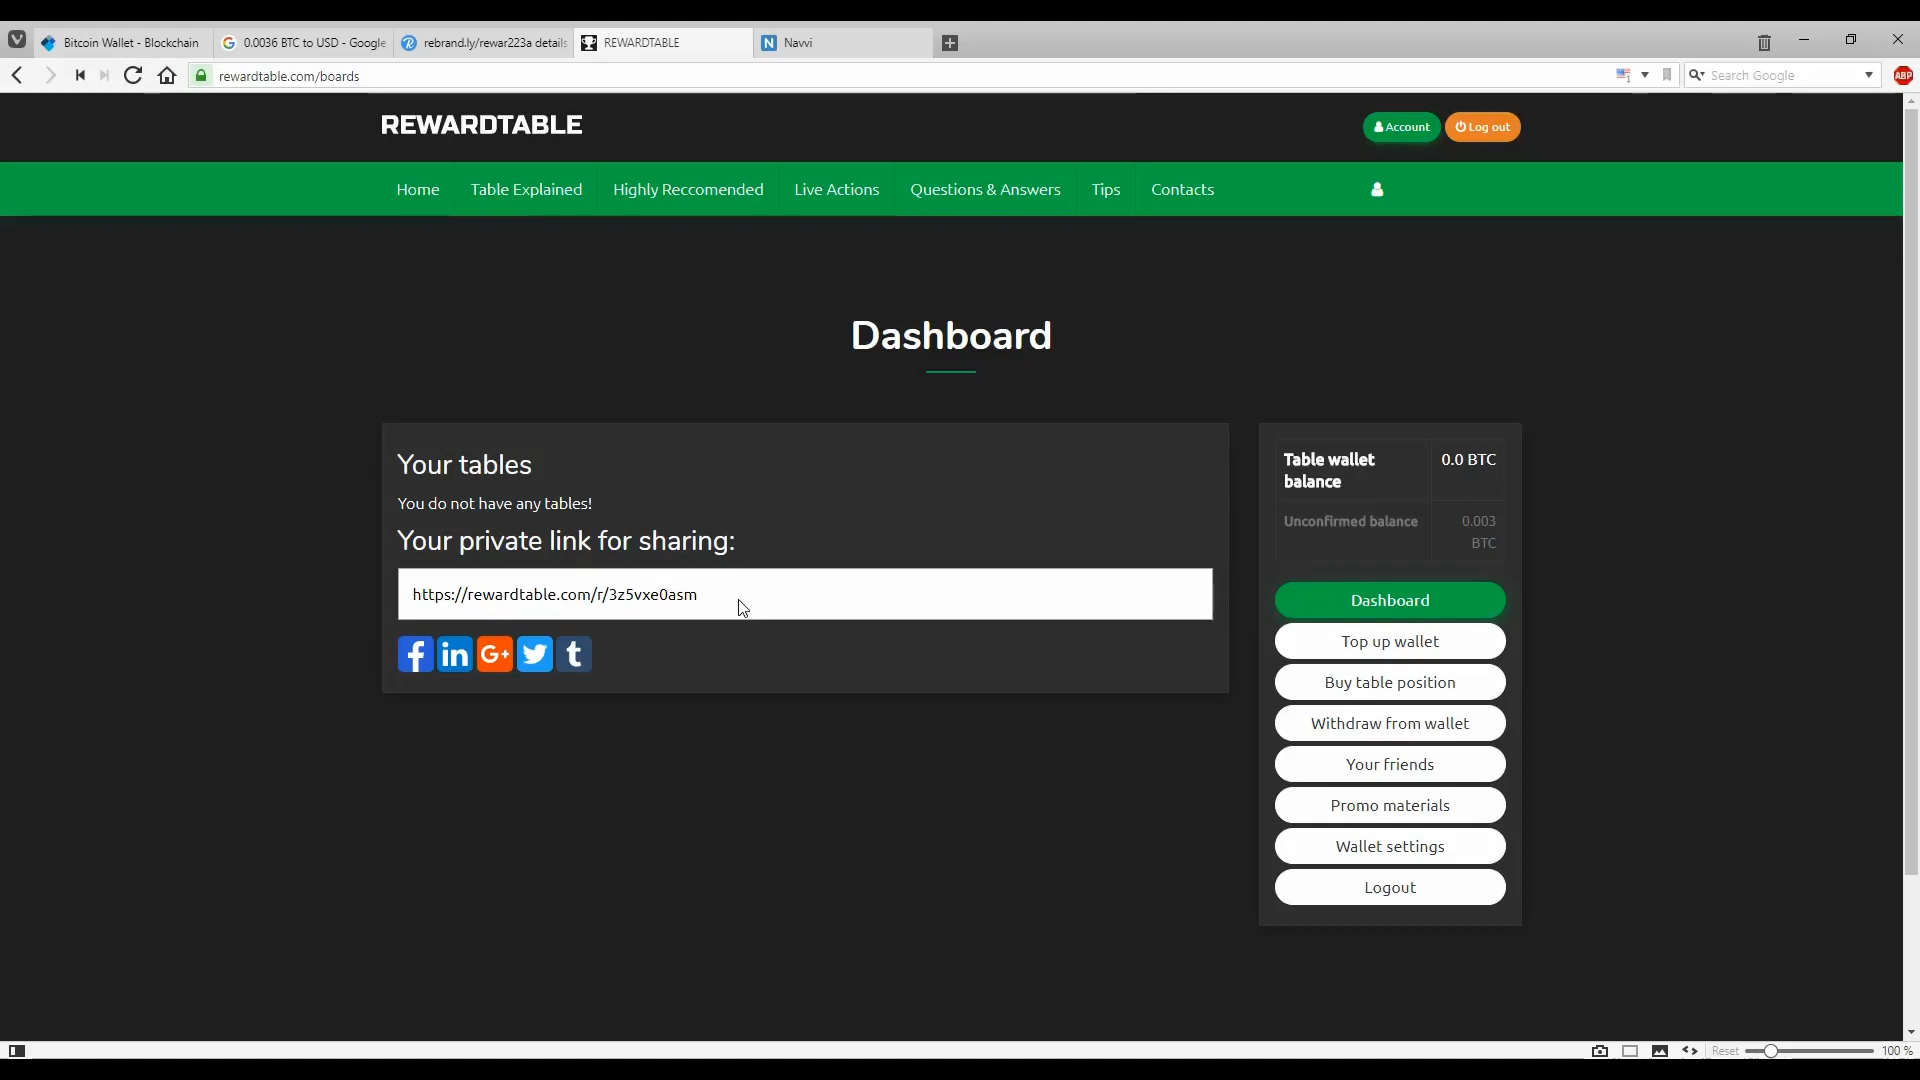 Bitcoin Wallet - Blockchain
0.0036 BTC to USD - Google
rebrand.ly/rewar223a details
REWARDTABLE
Navvi
rewardtable.com/boards
Search Google
ABP
REWARDTABLE
Account
Log out
Home
Table Explained
Highly Reccomended
Live Actions
Questions & Answers
Tips
Contacts
Dashboard
Your tables
You do not have any tables!
Your private link for sharing:
https://rewardtable.com/r/3z5vxe0asm
Table wallet balance
0.0 BTC
Unconfirmed balance
0.003 BTC
Dashboard
Top up wallet
Buy table position
Withdraw from wallet
Your friends
Promo materials
Wallet settings
Logout
Reset
100 %